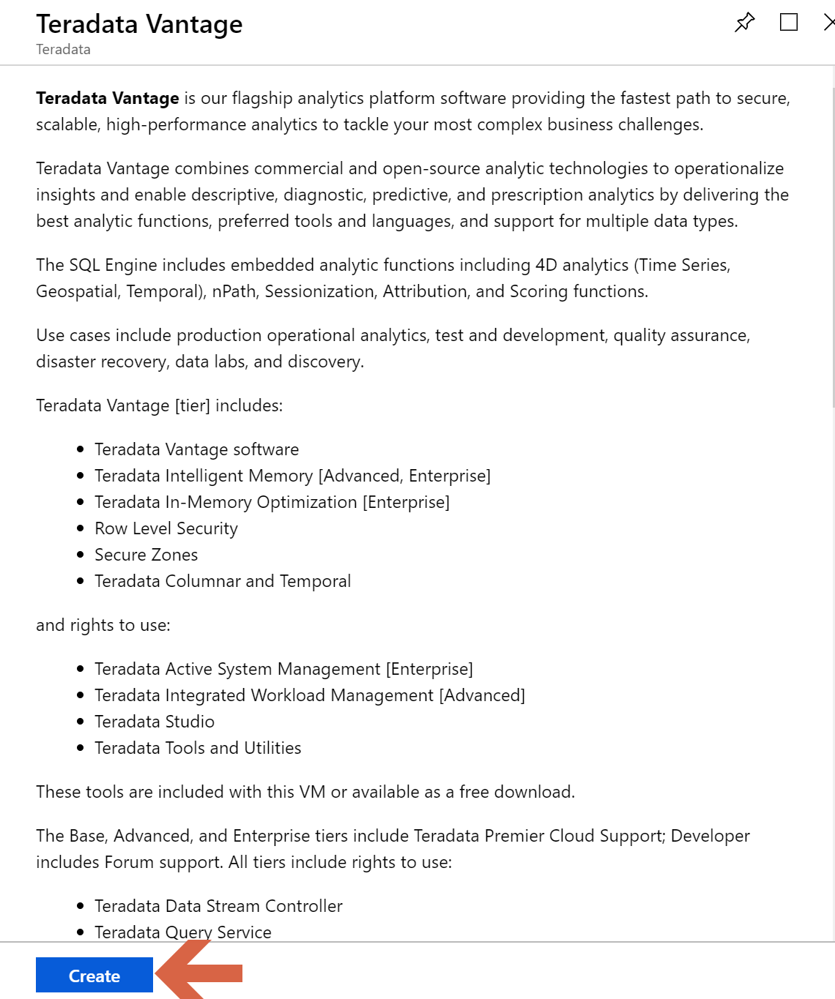 Teradata Vantage
Teradata
Teradata Vantage is our flagship analytics platform software providing the fastest path to secure,
scalable, high-performance analytics to tackle your most complex business challenges.
Teradata Vantage combines commercial and open-source analytic technologies to operationalize
insights and enable descriptive, diagnostic, predictive, and prescription analytics by delivering the
best analytic functions, preferred tools and languages, and support for multiple data types.
The SQL Engine includes embedded analytic functions including 4D analytics (Time Series,
Geospatial, Temporal), nPath, Sessionization, Attribution, and Scoring functions.
Use cases include production operational analytics, test and development, quality assurance,
disaster recovery, data labs, and discovery.
Teradata Vantage [tier] includes:
• Teradata Vantage software
• Teradata Intelligent Memory [Advanced, Enterprise]
• Teradata In-Memory Optimization [Enterprise]
• Row Level Security
• Secure Zones
• Teradata Columnar and Temporal
and rights to use:
• Teradata Active System Management [Enterprise]
• Teradata Integrated Workload Management [Advanced]
• Teradata Studio
• Teradata Tools and Utilities
These tools are included with this VM or available as a free download.
The Base, Advanced, and Enterprise tiers include Teradata Premier Cloud Support; Developer
includes Forum support. All tiers include rights to use:
• Teradata Data Stream Controller
• Teradata Query Service
Create